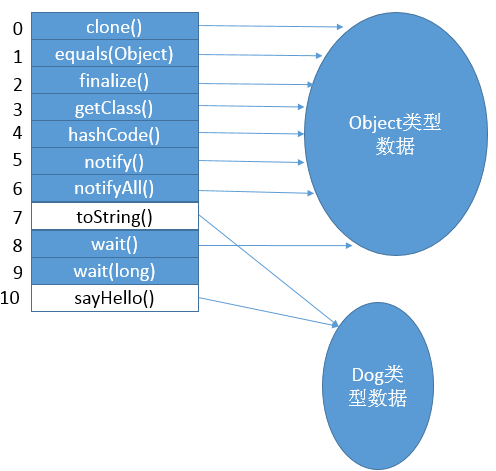 0 clone()
1 equals(Object)
2 finalize()
3 getClass()
4 hashCode()
5 notify()
6 notifyAll()
7 toString()
8 wait()
9 wait(long)
10 sayHello()
Object类型
数据
Dog类
型数据